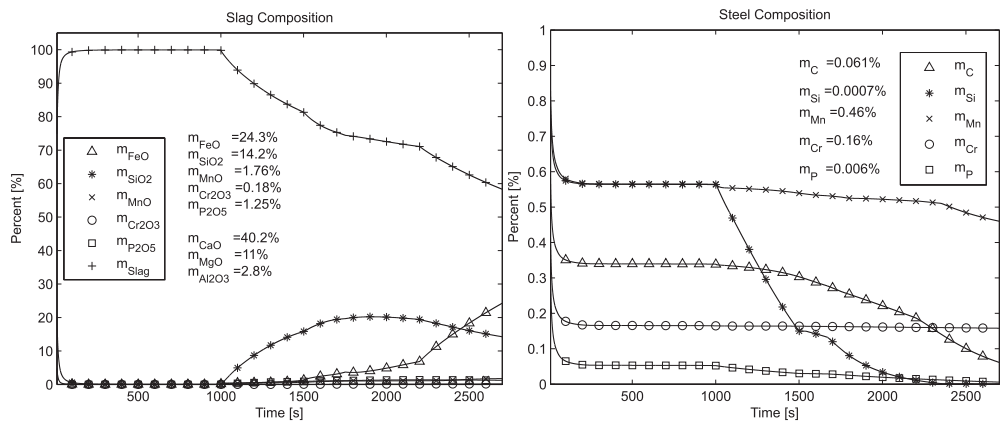 Slag Composition
100
90
80
70
60
50
40
30
20
10
0
Percent [%]
500
1000
1500
2000
2500
Time [s]
m_FeO
m_SiO2
m_MnO
m_Cr2O3
m_P2O5
m_Slag
m_FeO =24.3%
m_SiO2 =14.2%
m_MnO =1.76%
m_Cr2O3 =0.18%
m_P2O5 =1.25%
m_CaO =40.2%
m_MgO =11%
m_Al2O3 =2.8%
Steel Composition
1
0.9
0.8
0.7
0.6
0.5
0.4
0.3
0.2
0.1
0
Percent [%]
500
1000
1500
2000
2500
Time [s]
m_C =0.061%
m_Si =0.0007%
m_Mn =0.46%
m_Cr =0.16%
m_P =0.006%
m_C
m_Si
m_Mn
m_Cr
m_P